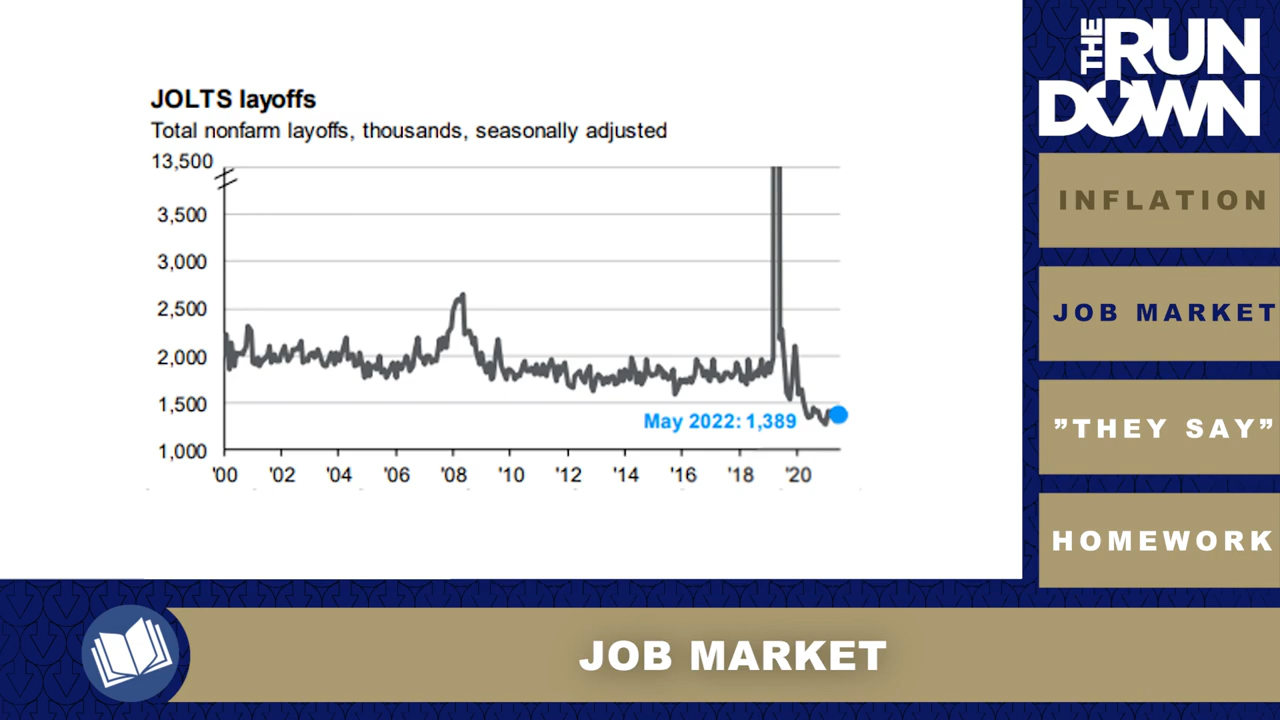 JOLTS layoffs
Total nonfarm layoffs, thousands, seasonally adjusted
13,500
3,500
3,000
2,500
2,000
1,500
1,000
May 2022: 1,389
'00 '02 '04 '06 '08 '10 '12 '14 '16 '18 '20
THE RUN
DOWN
INFLATION
JOB MARKET
”THEY SAY”
HOMEWORK
JOB MARKET